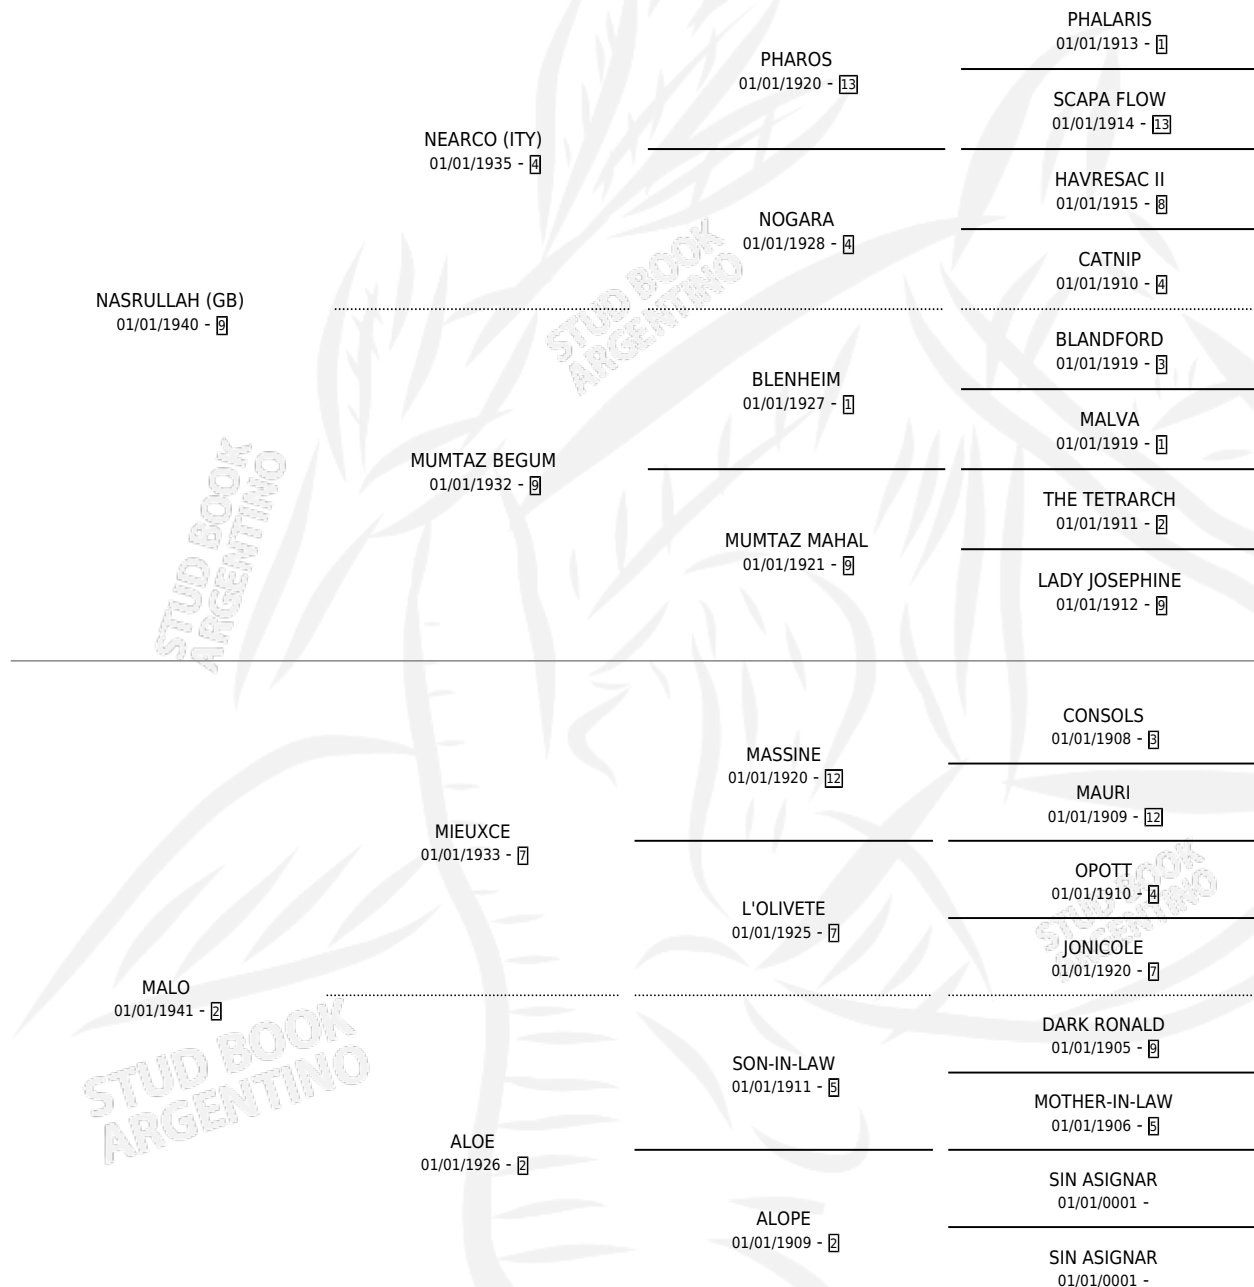 PHALARIS
01/01/1913 - 1
PHAROS
01/01/1920 - 13
SCAPA FLOW
01/01/1914 - 13
NEARCO (ITY)
01/01/1935 - 4
HAVRESAC II
01/01/1915 - 8
NOGARA
01/01/1928 - 4
CATNIP
01/01/1910 - 4
NASRULLAH (GB)
01/01/1940 - 9
BLANDFORD
01/01/1919 - 3
BLENHEIM
01/01/1927 - 1
MALVA
01/01/1919 - 1
MUMTAZ BEGUM
01/01/1932 - 9
THE TETRARCH
01/01/1911 - 2
MUMTAZ MAHAL
01/01/1921 - 9
LADY JOSEPHINE
01/01/1912 - 9
CONSOLS
01/01/1908 - 3
MASSINE
01/01/1920 - 12
MAURI
01/01/1909 - 12
MIEUXCE
01/01/1933 - 7
OPOTT
01/01/1910 - 4
L'OLIVETE
01/01/1925 - 7
JONICOLE
01/01/1920 - 7
MALO
01/01/1941 - 2
DARK RONALD
01/01/1905 - 9
SON-IN-LAW
01/01/1911 - 5
MOTHER-IN-LAW
01/01/1906 - 5
ALOE
01/01/1926 - 2
SIN ASIGNAR
01/01/0001 -
ALOPE
01/01/1909 - 2
SIN ASIGNAR
01/01/0001 -
STUD BOOK
ARGENTINO
STUD BOOK
ARGENTINO
STUD BOOK
ARGENTINO
STUD BOOK
ARGENTINO